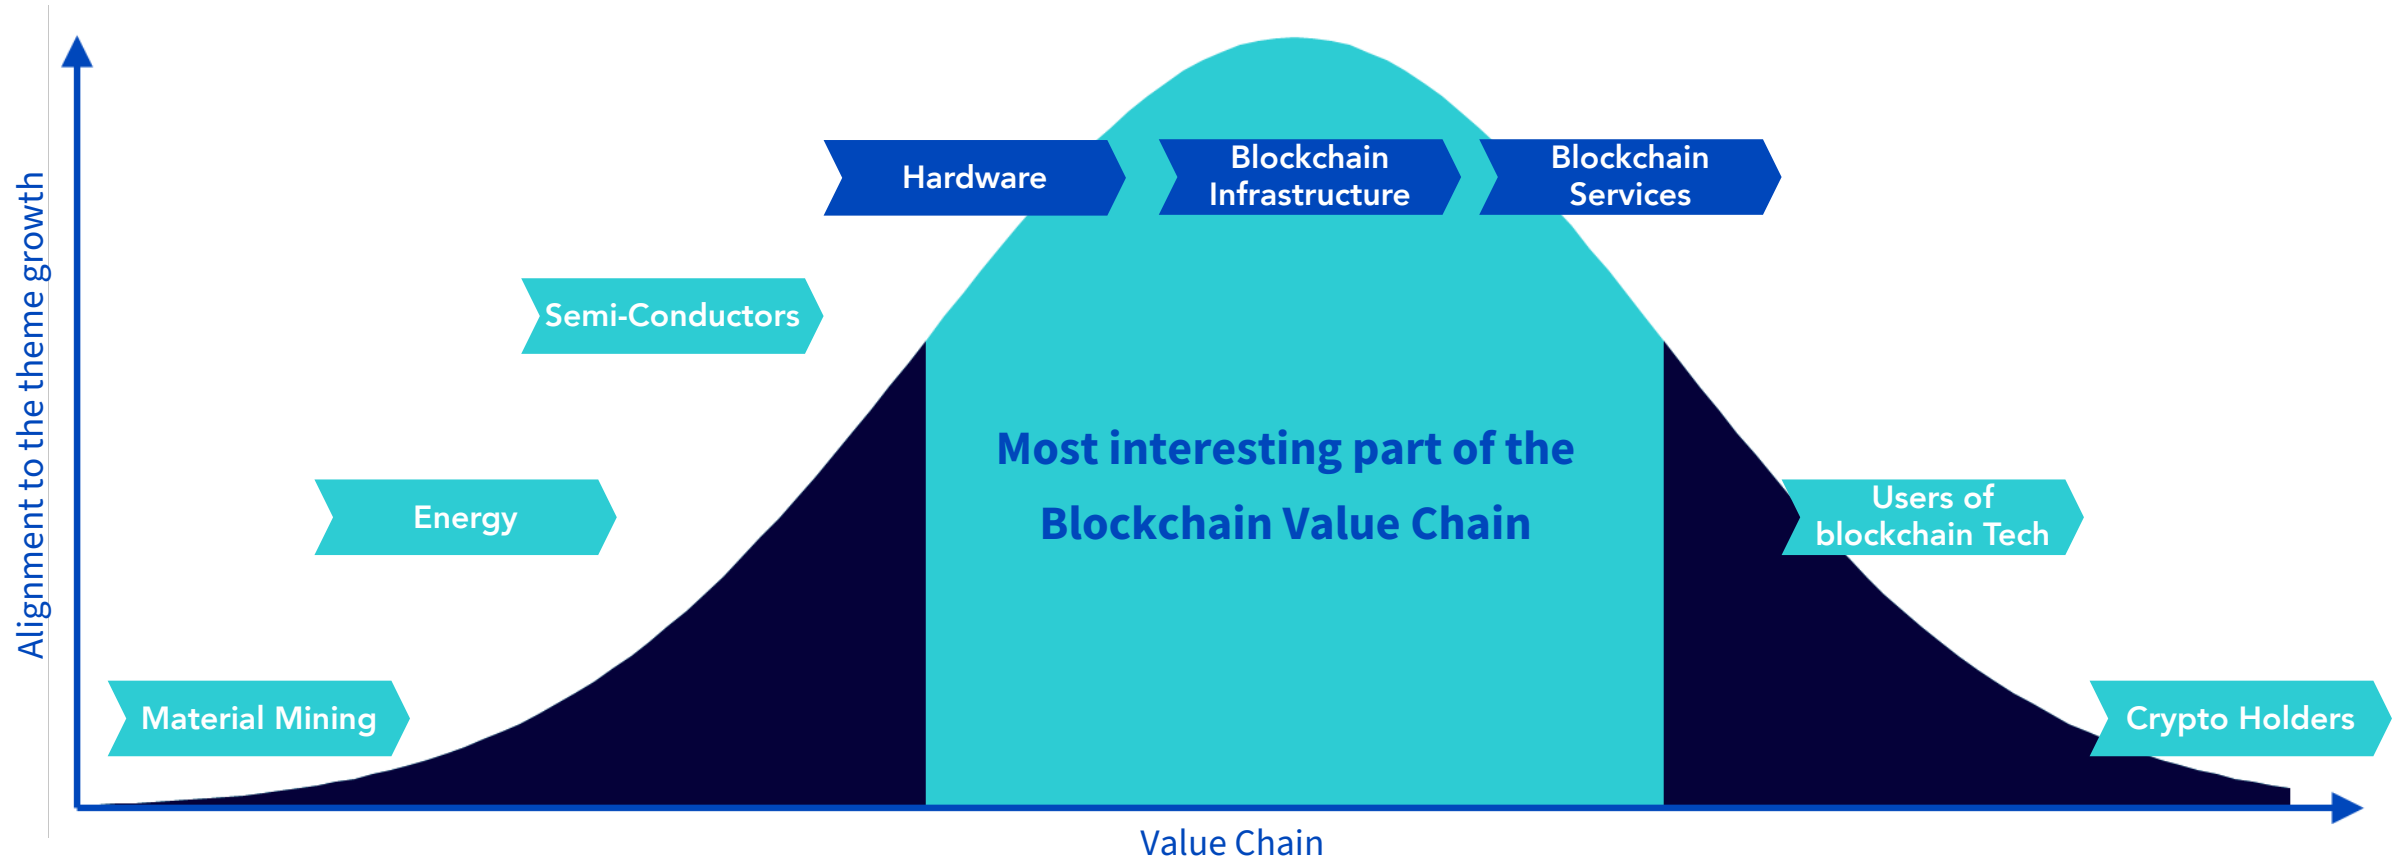 Alignment to the theme growth
Hardware
Blockchain
Infrastructure
Blockchain
Services
Semi-Conductors
Most interesting part of the
Blockchain Value Chain
Energy
Users of
blockchain Tech
Material Mining
Crypto Holders
Value Chain